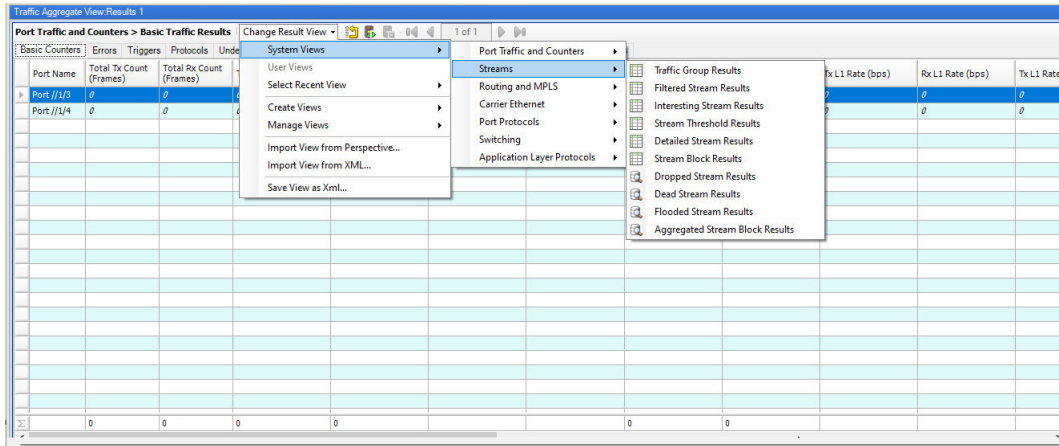 Traffic Aggregate View:Results 1
Port Traffic and Counters > Basic Traffic Results Change Result View 1 of 1
Basic Counters Errors Triggers Protocols Unde
Port Name Total Tx Count (Frames) Total Rx Count (Frames) Tx L1 Rate (bps) Rx L1 Rate (bps) Tx L1 Rate
Port //1/3 0 0 0 0
Port //1/4 0 0 0 0
System Views
User Views
Select Recent View
Create Views
Manage Views
Import View from Perspective...
Import View from XML...
Save View as Xml...
Port Traffic and Counters
Streams
Routing and MPLS
Carrier Ethernet
Port Protocols
Switching
Application Layer Protocols
Traffic Group Results
Filtered Stream Results
Interesting Stream Results
Stream Threshold Results
Detailed Stream Results
Stream Block Results
Dropped Stream Results
Dead Stream Results
Flooded Stream Results
Aggregated Stream Block Results
Σ 0 0 0 0 0 0